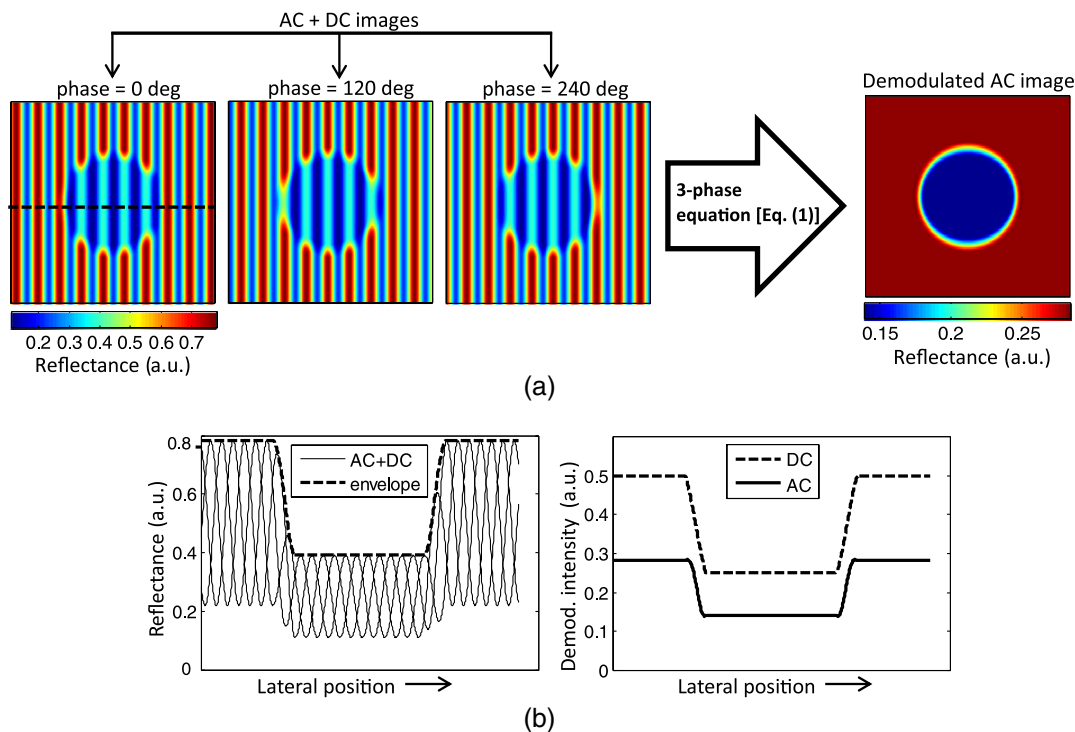 AC + DC images
phase = 0 deg
phase = 120 deg
phase = 240 deg
Demodulated AC image
3-phase
equation [Eq. (1)]
0.2 0.3 0.4 0.5 0.6 0.7
Reflectance (a.u.)
0.15 0.2 0.25
Reflectance (a.u.)
(a)
0.8
0.6
0.4
0.2
0
Reflectance (a.u.)
AC+DC
envelope
Lateral position
0.5
0.4
0.3
0.2
0.1
0
Demod. intensity (a.u.)
DC
AC
Lateral position
(b)